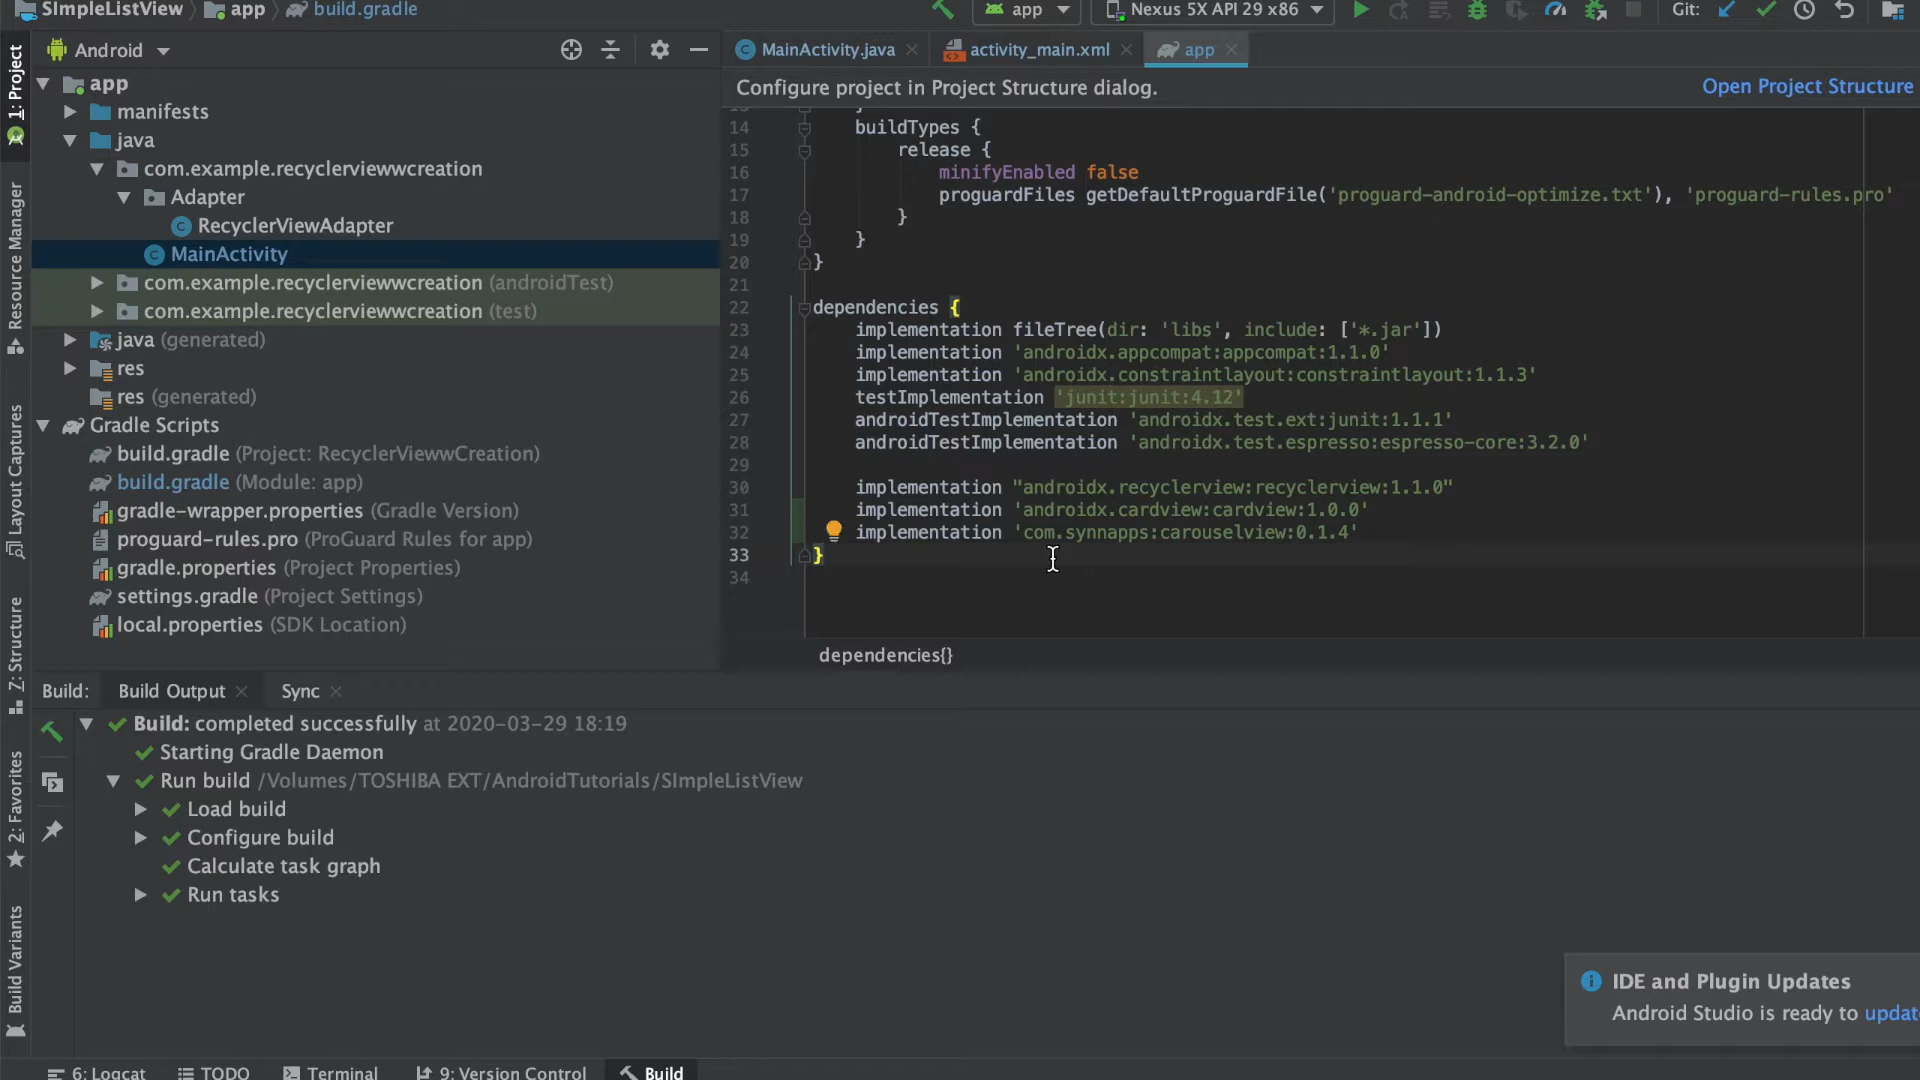 SImpleListView app build.gradle app Nexus 5X API 29 x86 Git:
1: Project
Resource Manager
Layout Captures
Z: Structure
2: Favorites
Build Variants
Android
app
manifests
java
com.example.recyclerviewwcreation
Adapter
RecyclerViewAdapter
MainActivity
com.example.recyclerviewwcreation (androidTest)
com.example.recyclerviewwcreation (test)
java (generated)
res
res (generated)
Gradle Scripts
build.gradle (Project: RecyclerViewwCreation)
build.gradle (Module: app)
gradle-wrapper.properties (Gradle Version)
proguard-rules.pro (ProGuard Rules for app)
gradle.properties (Project Properties)
settings.gradle (Project Settings)
local.properties (SDK Location)
MainActivity.java activity_main.xml app
Configure project in Project Structure dialog. Open Project Structure
14 buildTypes {
15 release {
16 minifyEnabled false
17 proguardFiles getDefaultProguardFile('proguard-android-optimize.txt'), 'proguard-rules.pro'
18 }
19 }
20 }
21
22 dependencies {
23 implementation fileTree(dir: 'libs', include: ['*.jar'])
24 implementation 'androidx.appcompat:appcompat:1.1.0'
25 implementation 'androidx.constraintlayout:constraintlayout:1.1.3'
26 testImplementation 'junit:junit:4.12'
27 androidTestImplementation 'androidx.test.ext:junit:1.1.1'
28 androidTestImplementation 'androidx.test.espresso:espresso-core:3.2.0'
29
30 implementation "androidx.recyclerview:recyclerview:1.1.0"
31 implementation 'androidx.cardview:cardview:1.0.0'
32 implementation 'com.synnapps:carouselview:0.1.4'
33 }
34
dependencies{}
Build: Build Output Sync
Build: completed successfully at 2020-03-29 18:19
Starting Gradle Daemon
Run build /Volumes/TOSHIBA EXT/AndroidTutorials/SImpleListView
Load build
Configure build
Calculate task graph
Run tasks
IDE and Plugin Updates
Android Studio is ready to updat
6: Logcat TODO Terminal 9: Version Control Build